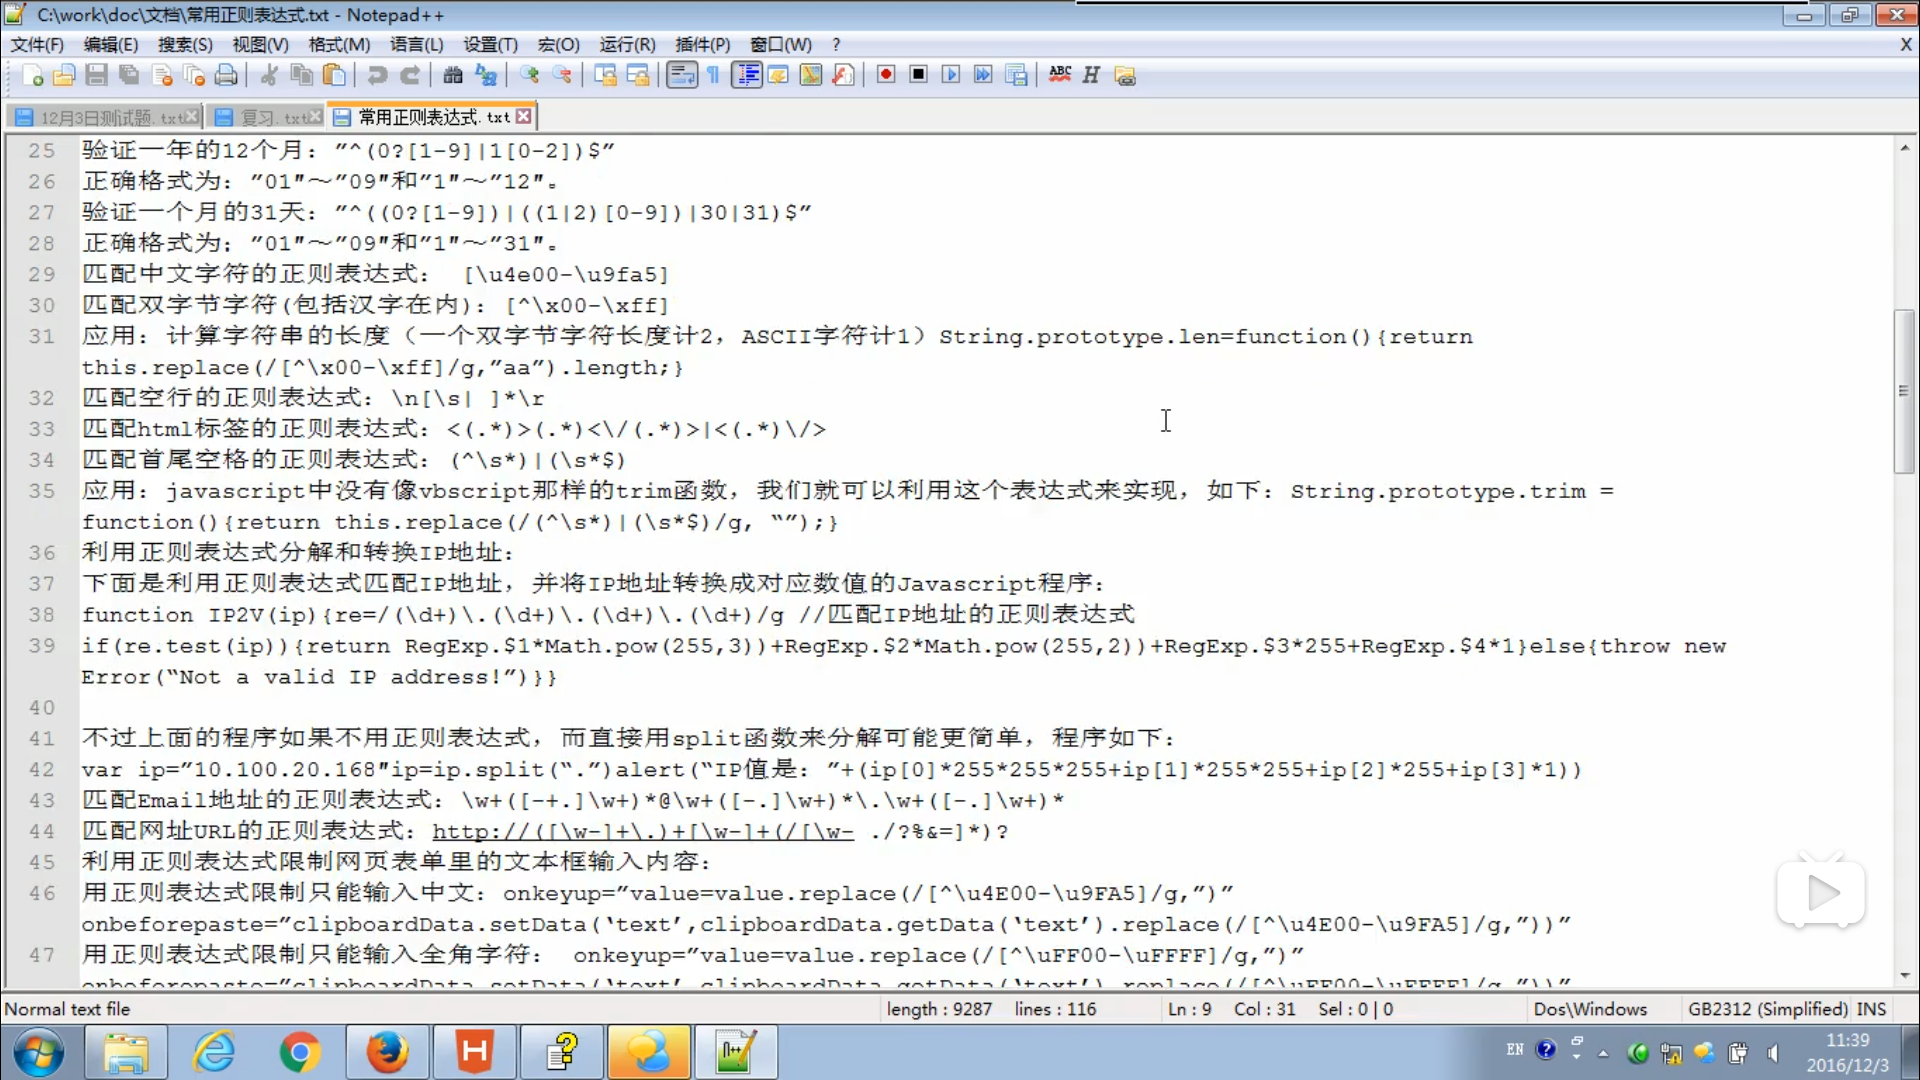 C:\work\doc\文档\常用正则表达式.txt - Notepad++
文件(F) 编辑(E) 搜索(S) 视图(V) 格式(M) 语言(L) 设置(T) 宏(O) 运行(R) 插件(P) 窗口(W) ? X
12月3日测试题.txt 复习.txt 常用正则表达式.txt
25 验证一年的12个月："^(0?[1-9]|1[0-2])$"
26 正确格式为："01"～"09"和"1"～"12"。
27 验证一个月的31天："^((0?[1-9])|((1|2)[0-9])|30|31)$"
28 正确格式为；"01"～"09"和"1"～"31"。
29 匹配中文字符的正则表达式： [\u4e00-\u9fa5]
30 匹配双字节字符(包括汉字在内)：[^\x00-\xff]
31 应用：计算字符串的长度（一个双字节字符长度计2，ASCII字符计1）String.prototype.len=function(){return
this.replace(/[^\x00-\xff]/g,”aa”).length;}
32 匹配空行的正则表达式：\n[\s| ]*\r
33 匹配html标签的正则表达式：<(.*)>(.*)<\/(.*)>|<(.*)\/>
34 匹配首尾空格的正则表达式：(^\s*)|(\s*$)
35 应用：javascript中没有像vbscript那样的trim函数，我们就可以利用这个表达式来实现，如下：String.prototype.trim =
function(){return this.replace(/(^\s*)|(\s*$)/g, “”);}
36 利用正则表达式分解和转换IP地址：
37 下面是利用正则表达式匹配IP地址，并将IP地址转换成对应数值的Javascript程序：
38 function IP2V(ip){re=/(\d+)\.(\d+)\.(\d+)\.(\d+)/g //匹配IP地址的正则表达式
39 if(re.test(ip)){return RegExp.$1*Math.pow(255,3))+RegExp.$2*Math.pow(255,2))+RegExp.$3*255+RegExp.$4*1}else{throw new
Error(“Not a valid IP address!”)}}
40
41 不过上面的程序如果不用正则表达式，而直接用split函数来分解可能更简单，程序如下：
42 var ip=”10.100.20.168"ip=ip.split(“.”)alert(“IP值是：”+(ip[0]*255*255*255+ip[1]*255*255+ip[2]*255+ip[3]*1))
43 匹配Email地址的正则表达式：\w+([-+.]\w+)*@\w+([-.]\w+)*\.\w+([-.]\w+)*
44 匹配网址URL的正则表达式：http://([\w-]+\.)+[\w-]+(/[\w- ./?%&=]*)?
45 利用正则表达式限制网页表单里的文本框输入内容：
46 用正则表达式限制只能输入中文：onkeyup=”value=value.replace(/[^\u4E00-\u9FA5]/g,”)”
onbeforepaste=”clipboardData.setData(‘text’,clipboardData.getData(‘text’).replace(/[^\u4E00-\u9FA5]/g,”))”
47 用正则表达式限制只能输入全角字符： onkeyup=”value=value.replace(/[^\uFF00-\uFFFF]/g,”)”
onbeforepaste=”clipboardData.setData(‘text’,clipboardData.getData(‘text’).replace(/[^\uFF00-\uFFFF]/g,”))”
Normal text file length : 9287 lines : 116 Ln : 9 Col : 31 Sel : 0 | 0 Dos\Windows GB2312 (Simplified) INS
EN 11:39
2016/12/3